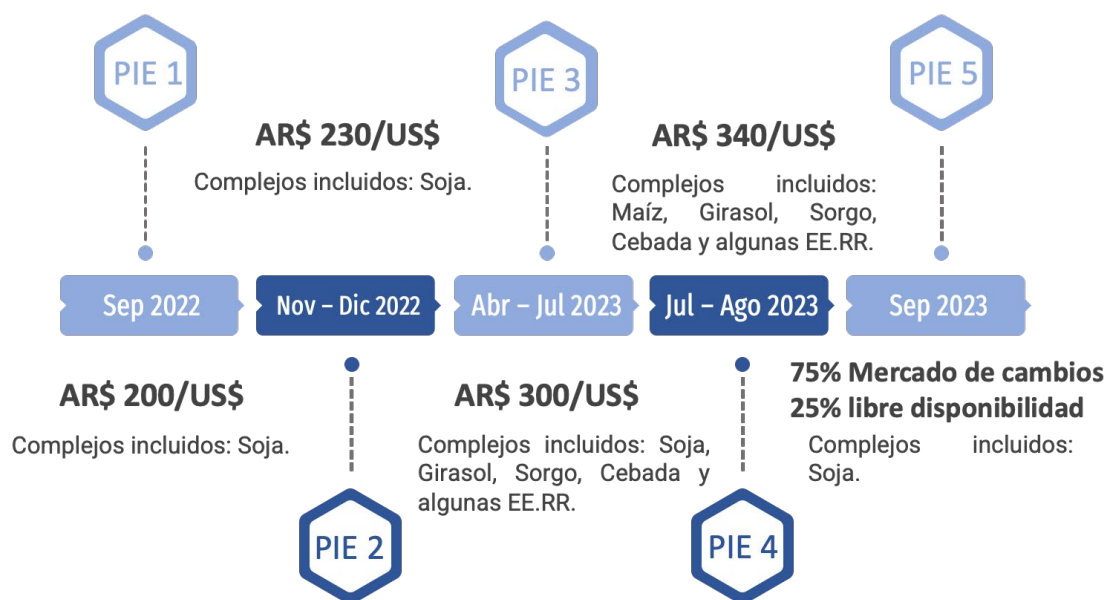 PIE 1
PIE 3
PIE 5
AR$ 230/US$
Complejos incluidos: Soja.
AR$ 340/US$
Complejos incluidos:
Maíz, Girasol, Sorgo,
Cebada y algunas EE.RR.
Sep 2022
Nov – Dic 2022
Abr – Jul 2023
Jul – Ago 2023
Sep 2023
AR$ 200/US$
Complejos incluidos: Soja.
AR$ 300/US$
Complejos incluidos: Soja,
Girasol, Sorgo, Cebada y
algunas EE.RR.
75% Mercado de cambios
25% libre disponibilidad
Complejos incluidos:
Soja.
PIE 2
PIE 4